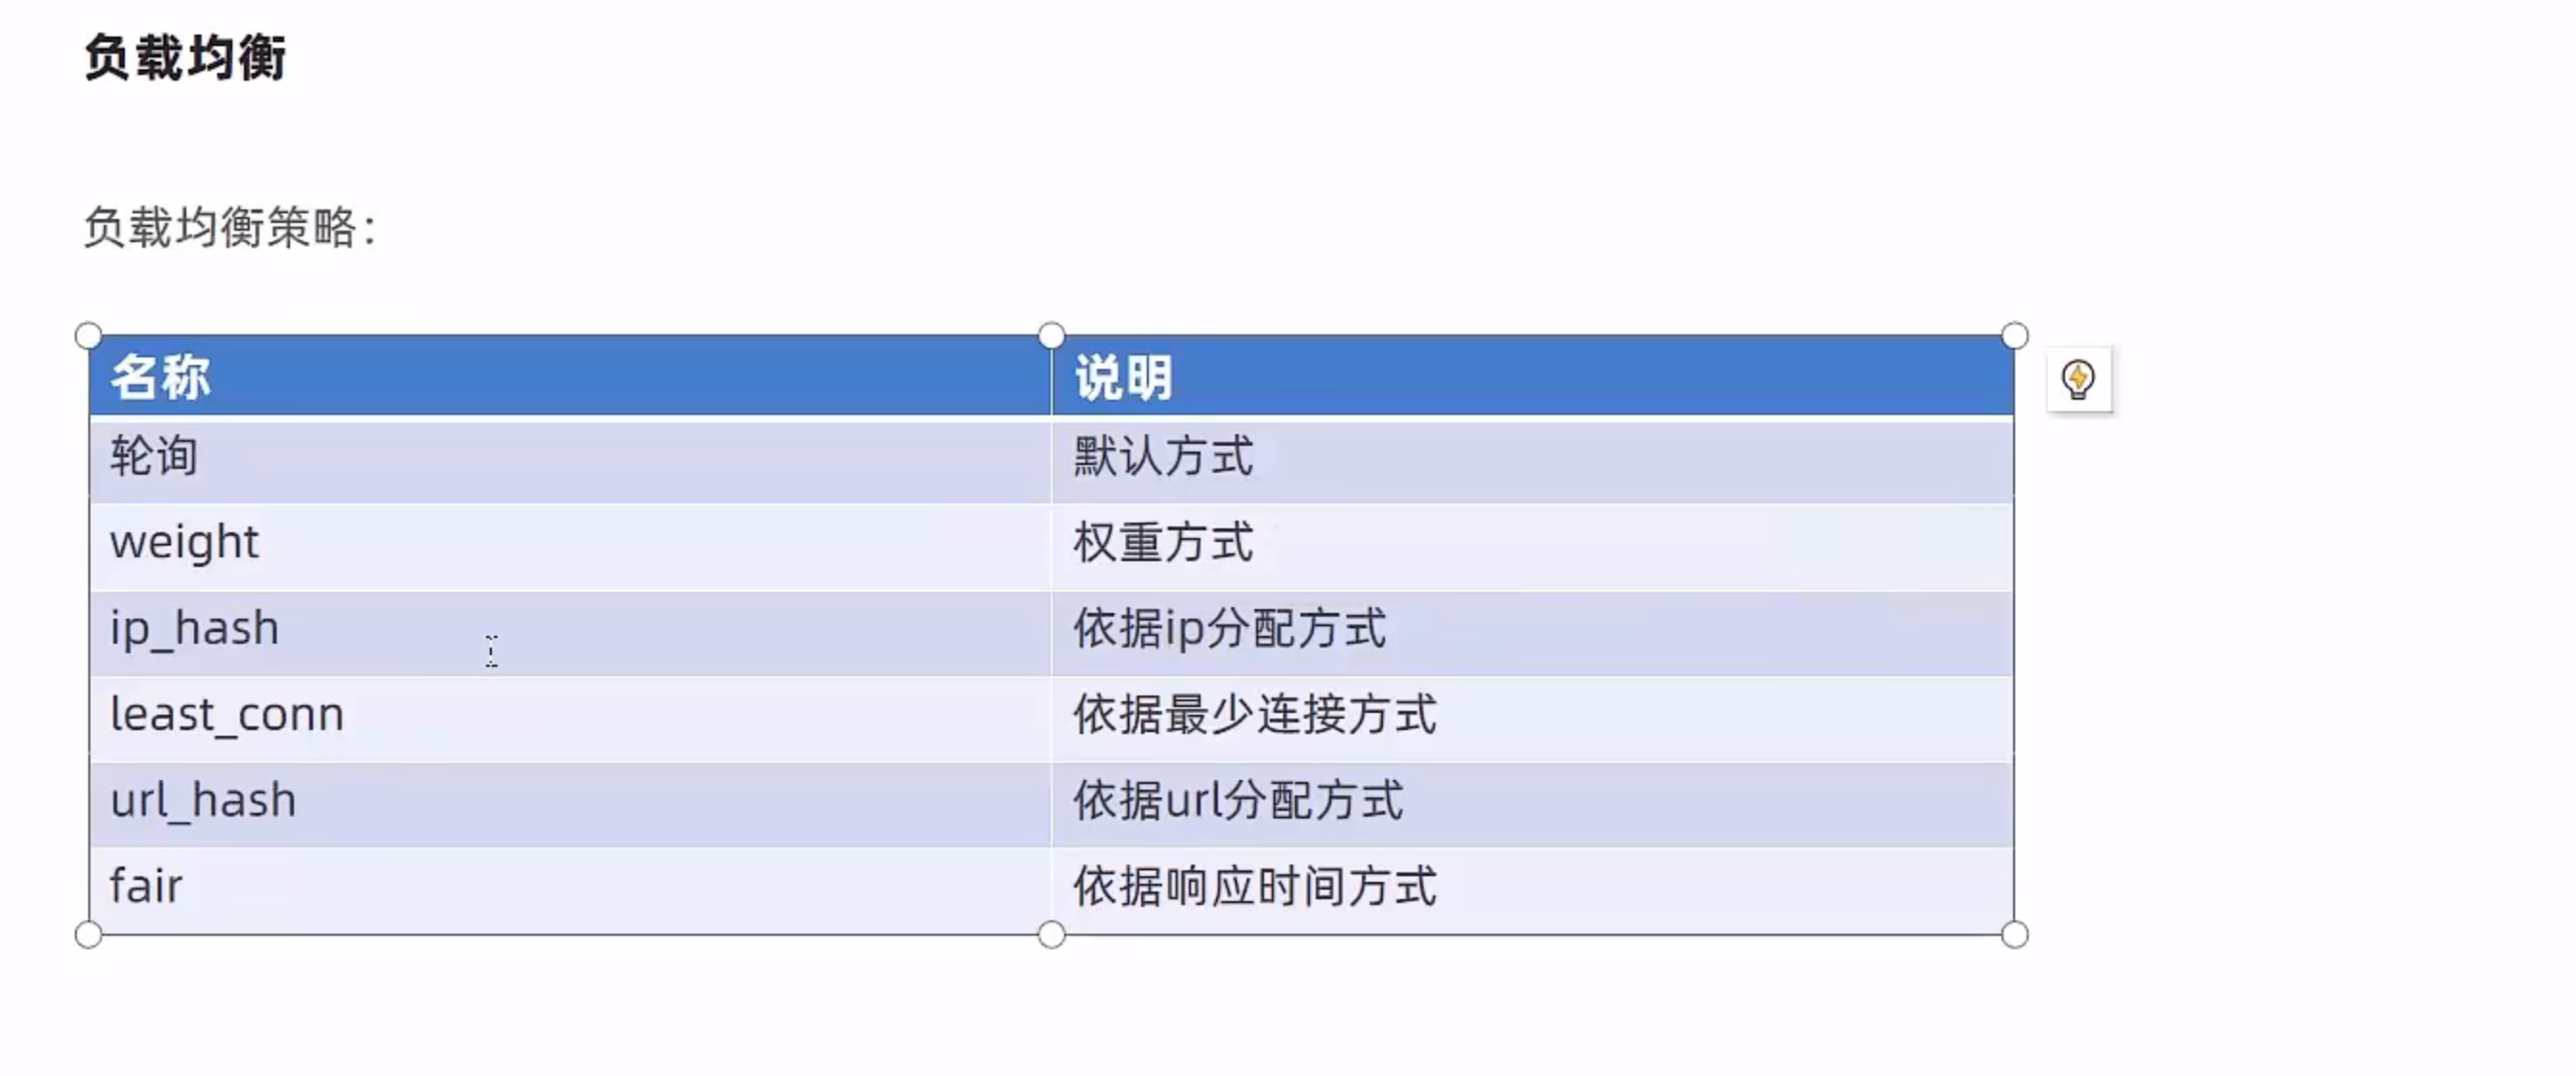 负载均衡
负载均衡策略：
名称 说明
轮询 默认方式
weight 权重方式
ip_hash 依据ip分配方式
least_conn 依据最少连接方式
url_hash 依据url分配方式
fair 依据响应时间方式